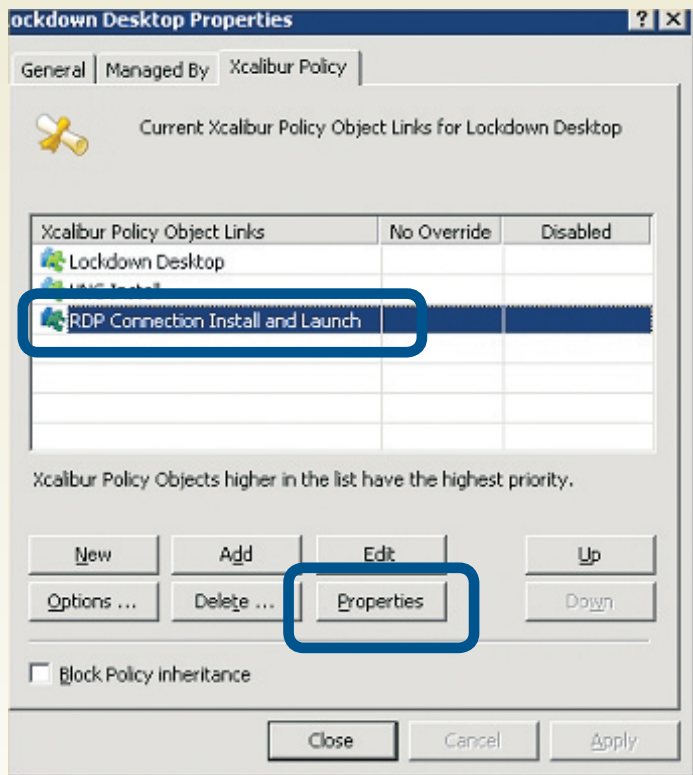 ockdown Desktop Properties
General Managed By Xcalibur Policy
Current Xcalibur Policy Object Links for Lockdown Desktop
Xcalibur Policy Object Links No Override Disabled
Lockdown Desktop
Install
RDP Connection Install and Launch
Xcalibur Policy Objects higher in the list have the highest priority.
New Add Edit Up
Options ... Delete ... Properties Down
Block Policy inheritance
Close Cancel Apply